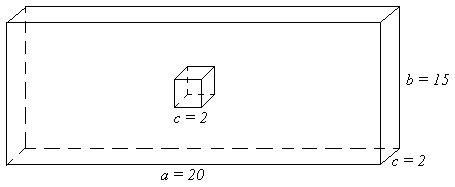 b = 15
c = 2
c = 2
a = 20